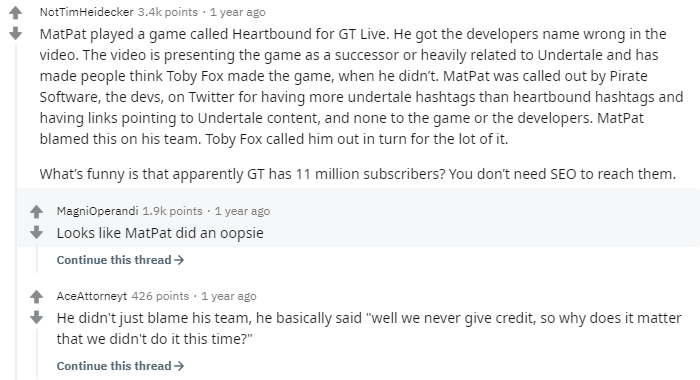 NotTimHeidecker 3.4k points · 1 year ago
MatPat played a game called Heartbound for GT Live. He got the developers name wrong in the
video. The video is presenting the game as a successor or heavily related to Undertale and has
made people think Toby Fox made the game, when he didn’t. MatPat was called out by Pirate
Software, the devs, on Twitter for having more undertale hashtags than heartbound hashtags and
having links pointing to Undertale content, and none to the game or the developers. MatPat
blamed this on his team. Toby Fox called him out in turn for the lot of it.
What’s funny is that apparently GT has 11 million subscribers? You don’t need SEO to reach them.
MagniOperandi 1.9k points · 1 year ago
Looks like MatPat did an oopsie
Continue this thread →
AceAttorneyt 426 points · 1 year ago
He didn't just blame his team, he basically said "well we never give credit, so why does it matter
that we didn't do it this time?"
Continue this thread →